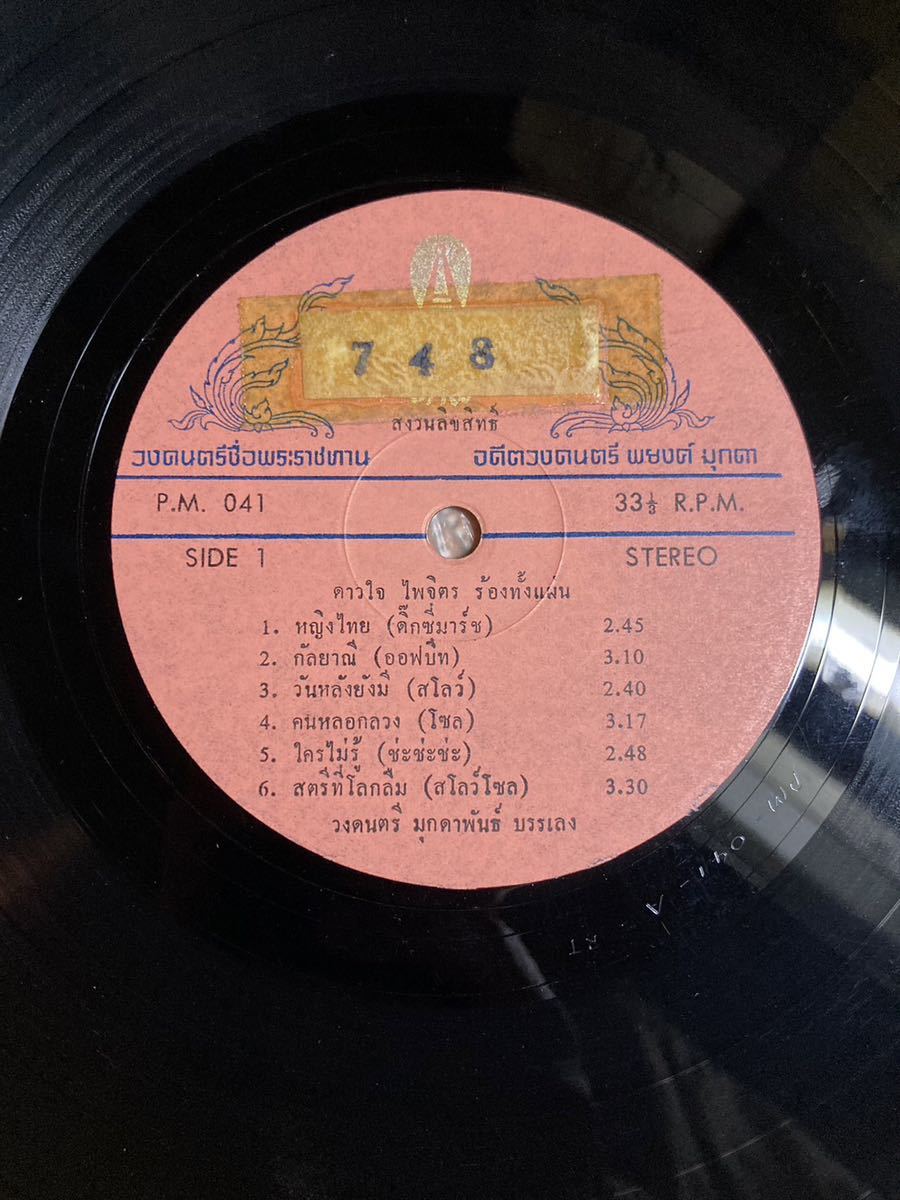 748
สงวนลิขสิทธิ์
วงดนตรีชื่อพระราชทาน อดีตวงดนตรี พยงค์ มุกดา
P.M. 041 33⅓ R.P.M.
SIDE 1 STEREO
ดาวใจ ไพจิตร ร้องทั้งแผ่น
1. หญิงไทย (ดิ๊กซี่มาร์ช) 2.45
2. กัลยาณี (ออฟบีท) 3.10
3. วันหลังยังมี (สโลว์) 2.40
4. คนหลอกลวง (โซล) 3.17
5. ใครไม่รู้ (ช่ะช่ะช่ะ) 2.48
6. สตรีที่โลกลืม (สโลว์โซล) 3.30
วงดนตรี มุกดาพันธ์ บรรเลง
PM 041-A RT